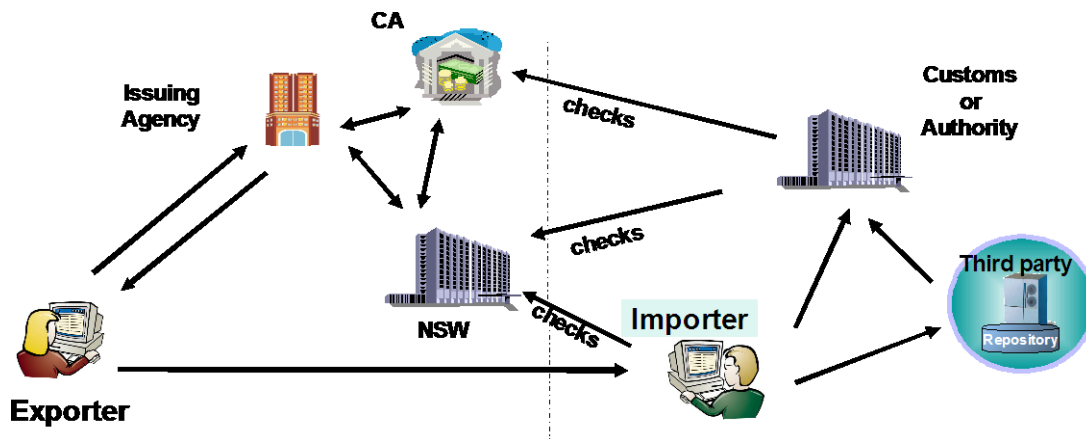 CA
Issuing
Agency
Customs
or
Authority
checks
checks
Third party
Repository
checks
Importer
NSW
Exporter